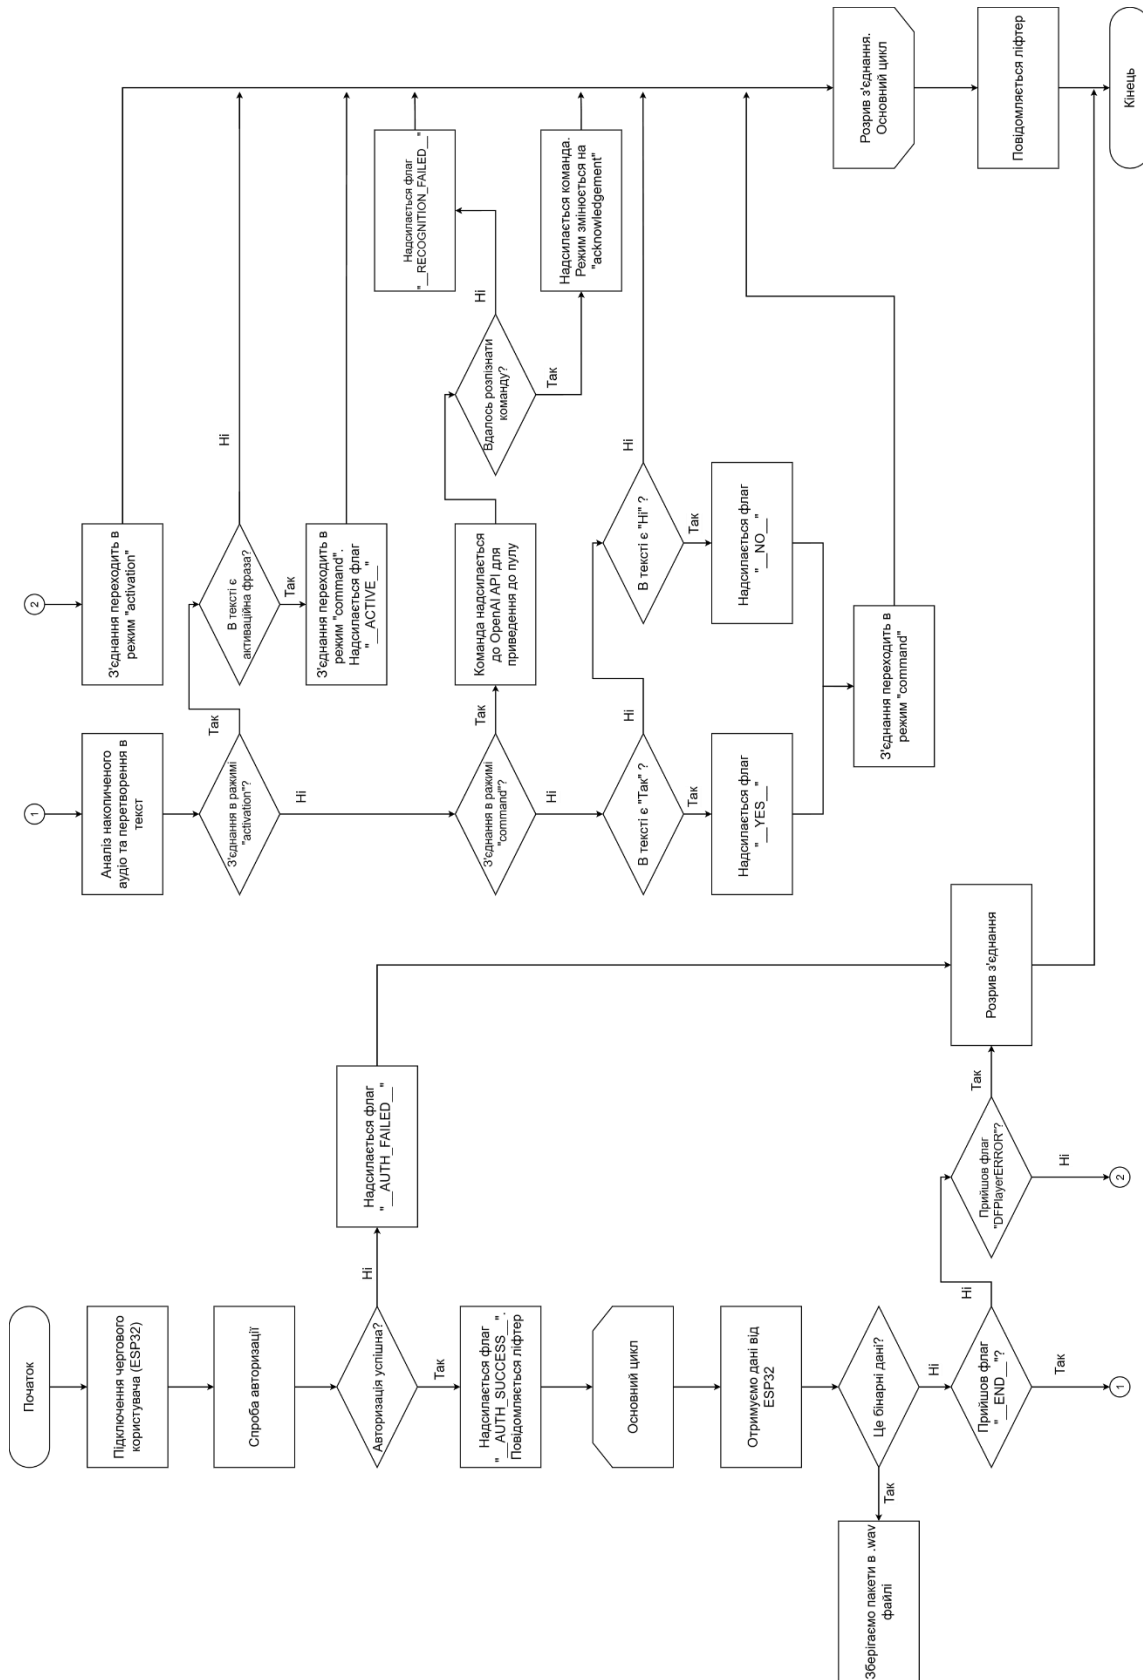 Початок
Підключення чергового
користувача (ESP32)
Спроба авторизації
Авторизація успішна?
Ні
Надсилається флаг
"__AUTH_FAILED__"
Так
Надсилається флаг
"__AUTH_SUCCESS__".
Повідомляється ліфтер
Основний цикл
Отримуємо дані від
ESP32
Це бінарні дані?
Так
Зберігаємо пакети в .wav
файлі
Ні
Прийшов флаг
"__END__"?
Так
1
Ні
Прийшов флаг
"DFPlayerERROR"?
Так
Розрив з'єднання
Ні
2
1
Аналіз накопиченого
аудіо та перетворення в
текст
З'єднання в ражимі
"activation"?
Так
Ні
З'єднання в ражимі
"command"?
Так
Ні
В тексті є "Так" ?
Ні
Так
Надсилається флаг
"__YES__"
2
З'єднання переходить в
режим "activation"
В тексті є
активаційна фраза?
Ні
Так
З'єднання переходить в
режим "command".
Надсилається флаг
"__ACTIVE__"
Команда надсилається
до OpenAI API для
приведення до пулу
Вдалось розпізнати
команду?
Ні
Надсилається флаг
"__RECOGNITION_FAILED__"
Так
Надсилається команда.
Режим змінюється на
"acknowledgement"
В тексті є "Ні" ?
Ні
Так
Надсилається флаг
"__NO__"
З'єднання переходить в
режим "command"
Розрив з'єднання.
Основний цикл
Повідомляється ліфтер
Кінець